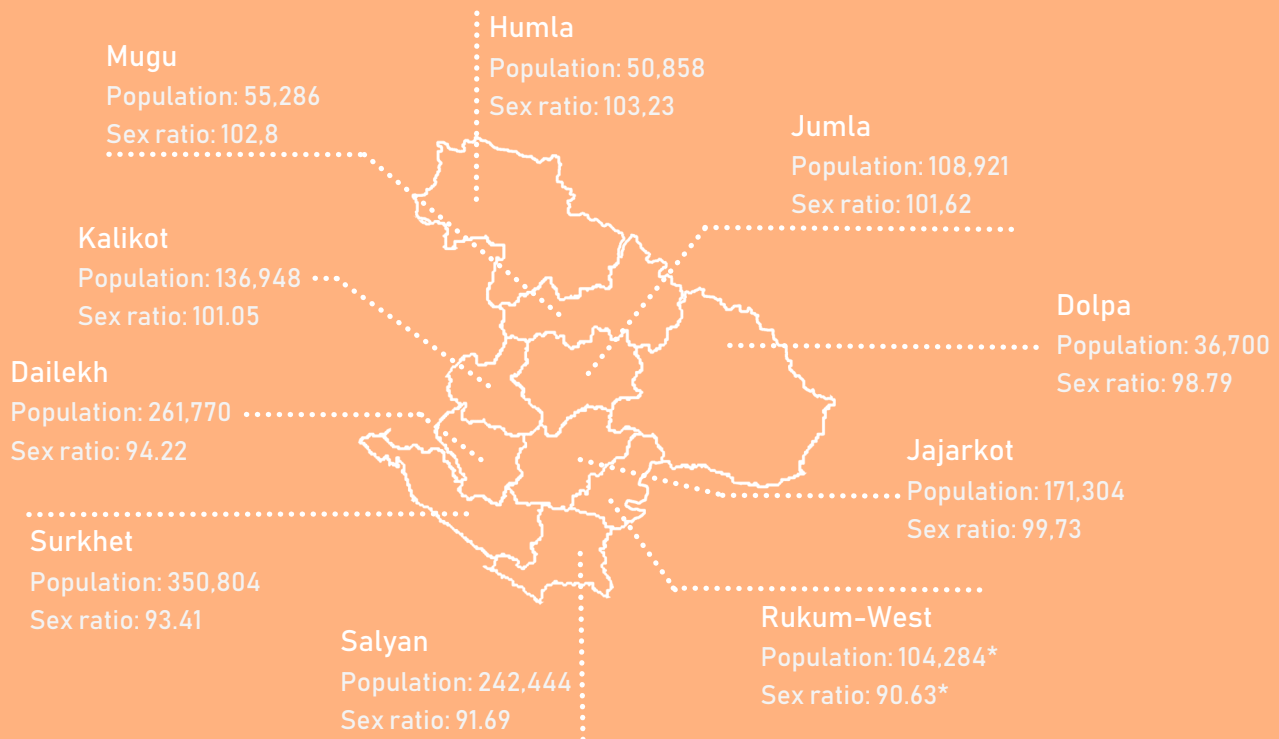 Humla
Population: 50,858
Sex ratio: 103,23
Mugu
Population: 55,286
Sex ratio: 102,8
Jumla
Population: 108,921
Sex ratio: 101,62
Kalikot
Population: 136,948
Sex ratio: 101.05
Dolpa
Population: 36,700
Sex ratio: 98.79
Dailekh
Population: 261,770
Sex ratio: 94.22
Jajarkot
Population: 171,304
Sex ratio: 99,73
Surkhet
Population: 350,804
Sex ratio: 93.41
Rukum-West
Population: 104,284*
Sex ratio: 90.63*
Salyan
Population: 242,444
Sex ratio: 91.69